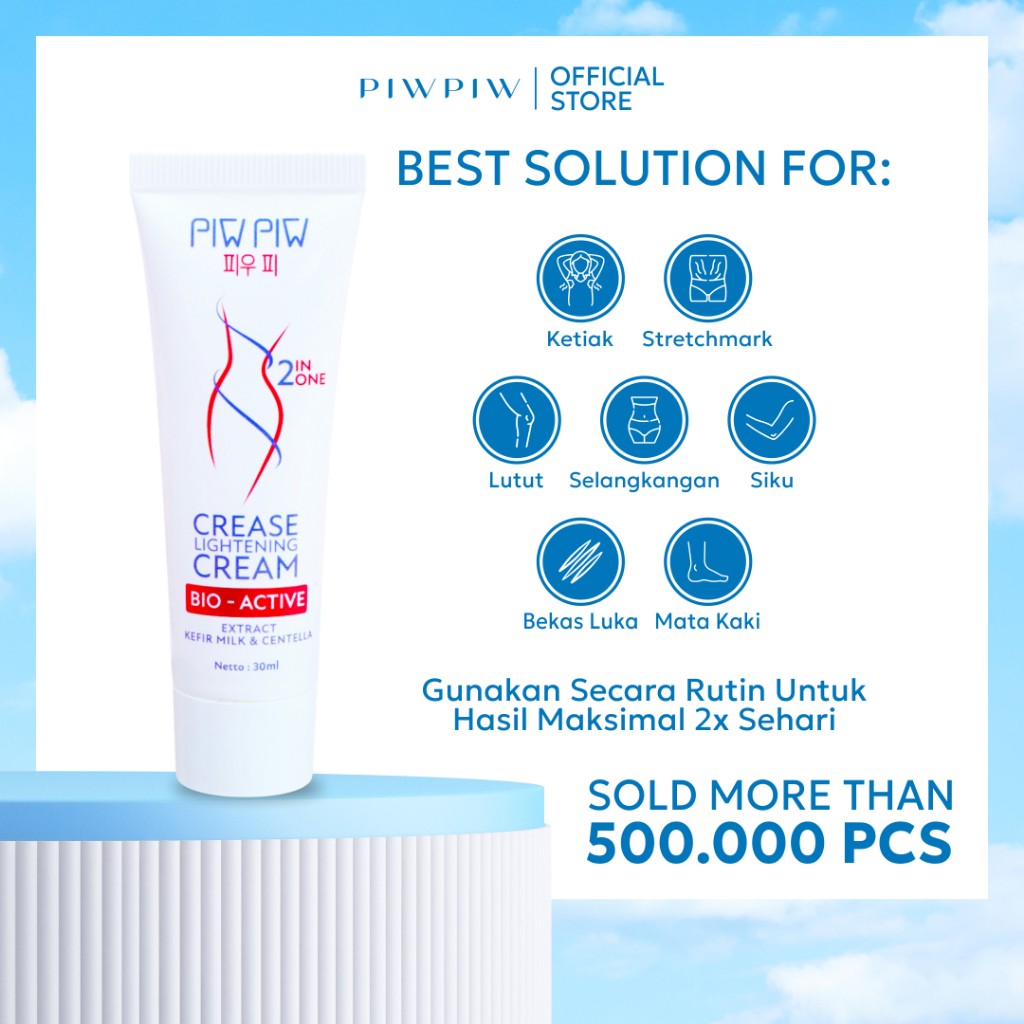 PIWPIW
OFFICIAL
STORE
BEST SOLUTION FOR:
PIW PIW
피우 피
2 IN
ONE
CREASE
LIGHTENING
CREAM
BIO - ACTIVE
EXTRACT
KEFIR MILK & CENTELLA
Netto : 30ml
Ketiak
Stretchmark
Lutut
Selangkangan
Siku
Bekas Luka
Mata Kaki
Gunakan Secara Rutin Untuk
Hasil Maksimal 2x Sehari
SOLD MORE THAN
500.000 PCS